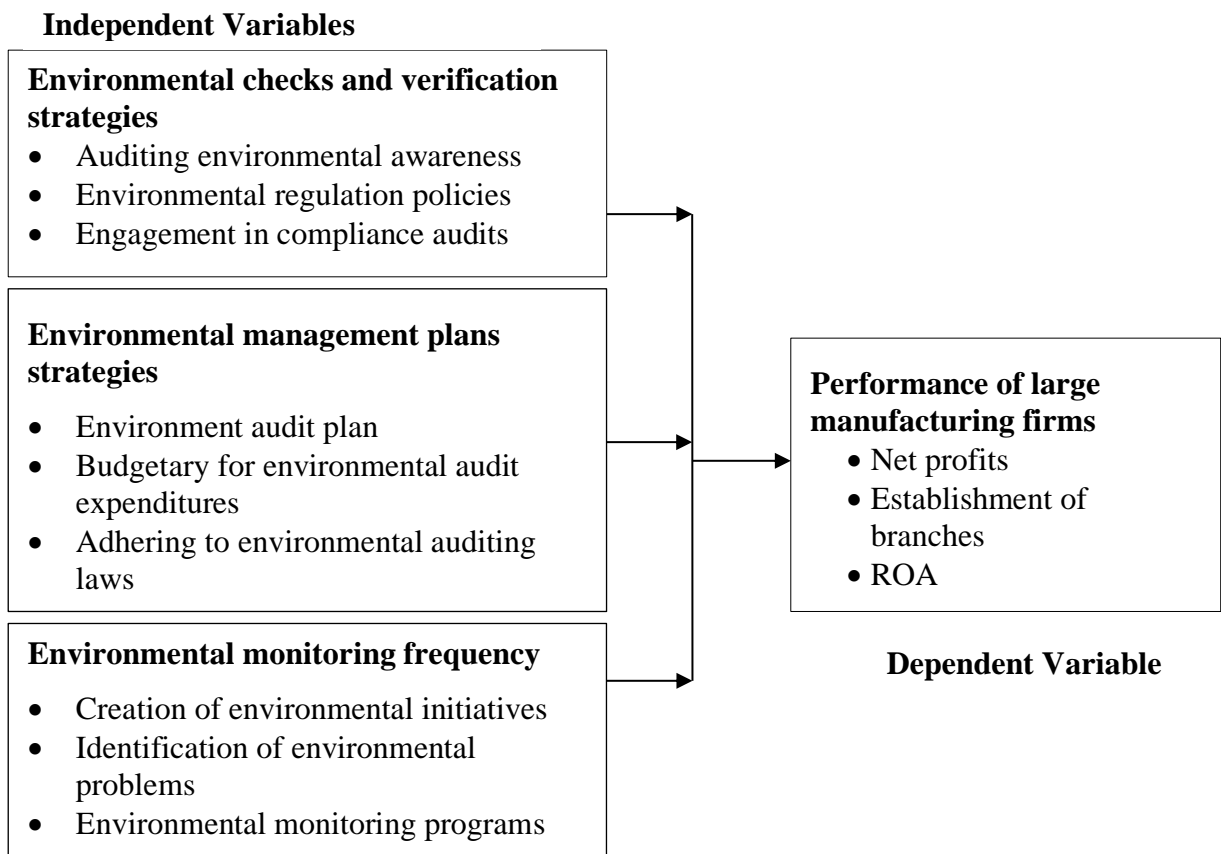 Independent Variables
Environmental checks and verification
strategies
• Auditing environmental awareness
• Environmental regulation policies
• Engagement in compliance audits
Environmental management plans
strategies
• Environment audit plan
• Budgetary for environmental audit
expenditures
• Adhering to environmental auditing
laws
Environmental monitoring frequency
• Creation of environmental initiatives
• Identification of environmental
problems
• Environmental monitoring programs
Performance of large
manufacturing firms
• Net profits
• Establishment of
branches
• ROA
Dependent Variable